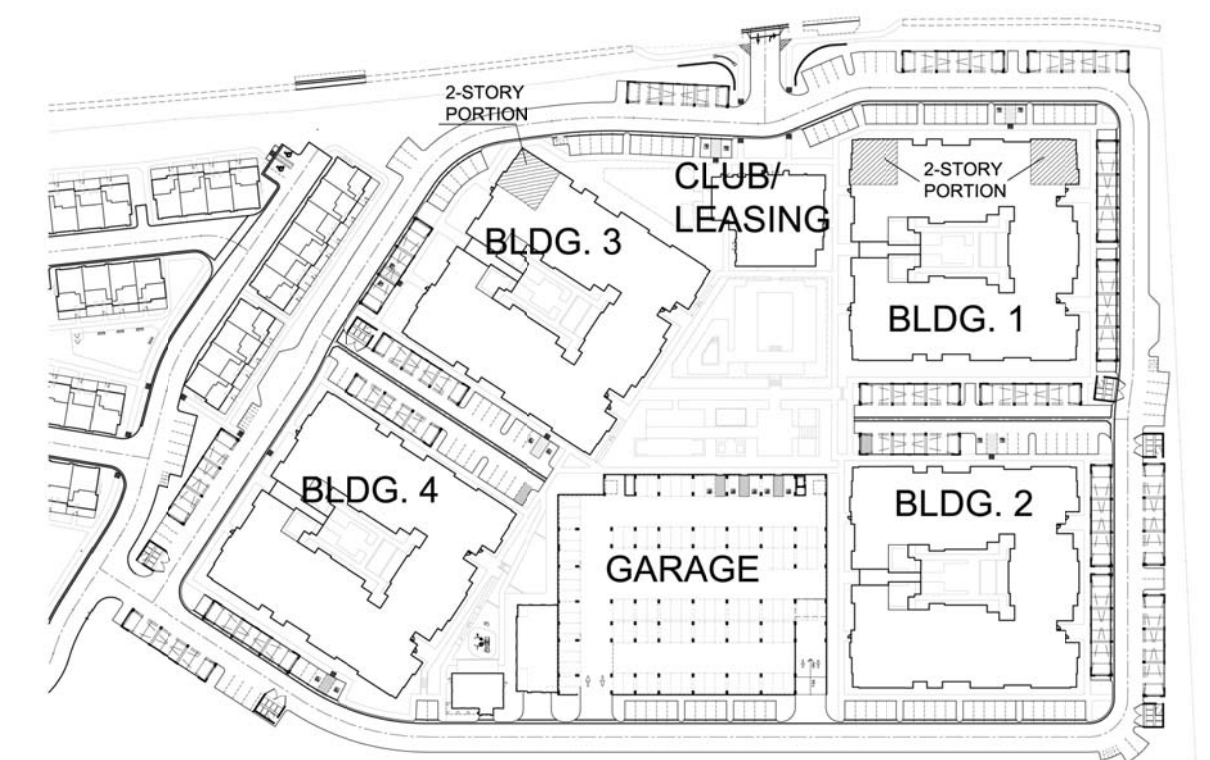 2-STORY
PORTION
CLUB/
LEASING
2-STORY
PORTION
BLDG. 3
BLDG. 1
BLDG. 4
BLDG. 2
GARAGE